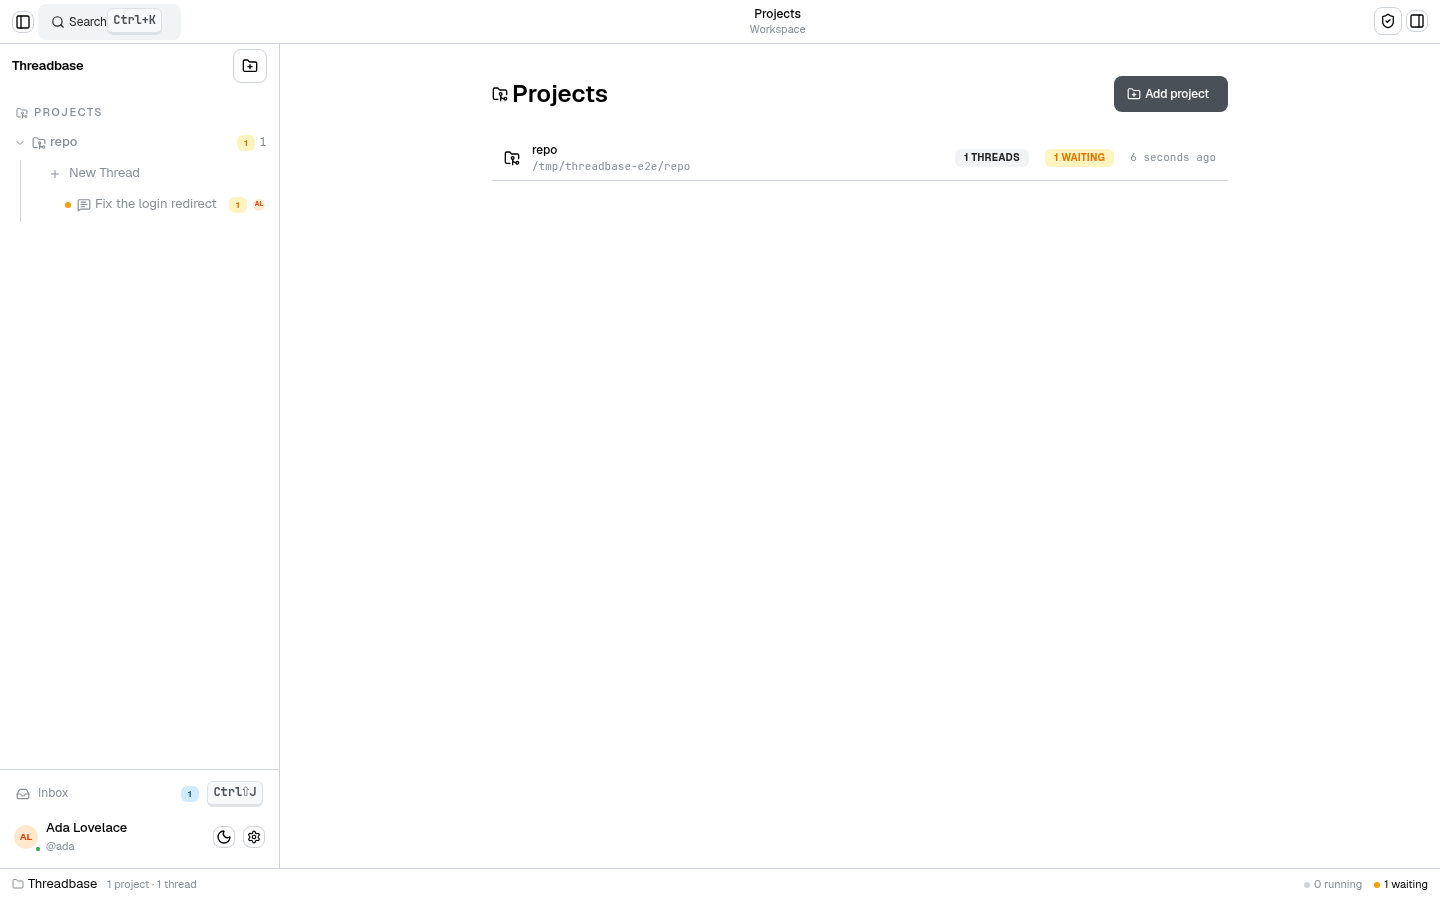 Search Ctrl+K
Projects
Workspace
Threadbase
PROJECTS
repo 1 1
New Thread
Fix the login redirect 1 AL
Projects
Add project
repo
/tmp/threadbase-e2e/repo
1 THREADS 1 WAITING 6 seconds ago
Inbox 1 Ctrl⇧J
AL Ada Lovelace
@ada
Threadbase 1 project · 1 thread
0 running 1 waiting